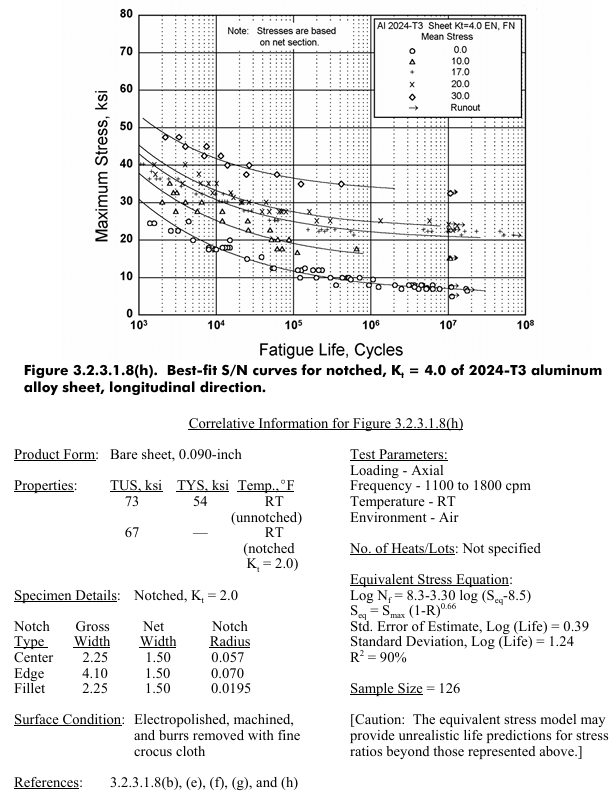 80
70
60
50
40
30
20
10
0
Maximum Stress, ksi
Note: Stresses are based
on net section.
Al 2024-T3 Sheet Kt=4.0 EN, FN
Mean Stress
0.0
10.0
17.0
20.0
30.0
Runout
10³ 10⁴ 10⁵ 10⁶ 10⁷ 10⁸
Fatigue Life, Cycles
Figure 3.2.3.1.8(h). Best-fit S/N curves for notched, Kt = 4.0 of 2024-T3 aluminum
alloy sheet, longitudinal direction.
Correlative Information for Figure 3.2.3.1.8(h)
Product Form: Bare sheet, 0.090-inch
Properties: TUS, ksi TYS, ksi Temp., °F
73 54 RT
(unnotched)
67 — RT
(notched
Kt = 2.0)
Specimen Details: Notched, Kt = 2.0
Notch Gross Net Notch
Type Width Width Radius
Center 2.25 1.50 0.057
Edge 4.10 1.50 0.070
Fillet 2.25 1.50 0.0195
Surface Condition: Electropolished, machined,
and burrs removed with fine
crocus cloth
References: 3.2.3.1.8(b), (e), (f), (g), and (h)
Test Parameters:
Loading - Axial
Frequency - 1100 to 1800 cpm
Temperature - RT
Environment - Air
No. of Heats/Lots: Not specified
Equivalent Stress Equation:
Log Nf = 8.3-3.30 log (Seq-8.5)
Seq = Smax (1-R)⁰·⁶⁶
Std. Error of Estimate, Log (Life) = 0.39
Standard Deviation, Log (Life) = 1.24
R² = 90%
Sample Size = 126
[Caution: The equivalent stress model may
provide unrealistic life predictions for stress
ratios beyond those represented above.]